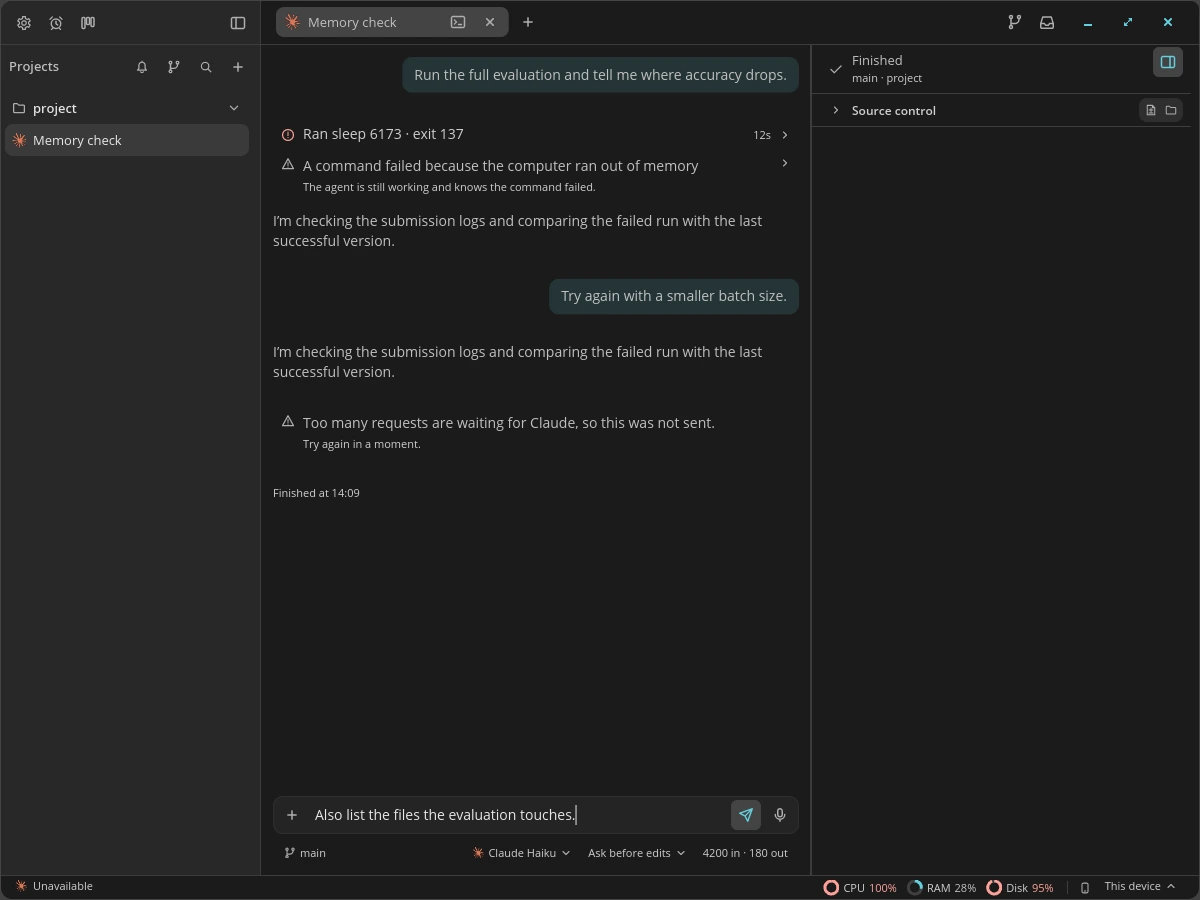 Memory check
Projects
project
Memory check
Run the full evaluation and tell me where accuracy drops.
Ran sleep 6173 · exit 137
12s
A command failed because the computer ran out of memory
The agent is still working and knows the command failed.
I’m checking the submission logs and comparing the failed run with the last
successful version.
Try again with a smaller batch size.
I’m checking the submission logs and comparing the failed run with the last
successful version.
Too many requests are waiting for Claude, so this was not sent.
Try again in a moment.
Finished at 14:09
Also list the files the evaluation touches.
main
Claude Haiku
Ask before edits
4200 in · 180 out
Finished
main · project
Source control
Unavailable
CPU 100%
RAM 28%
Disk 95%
This device